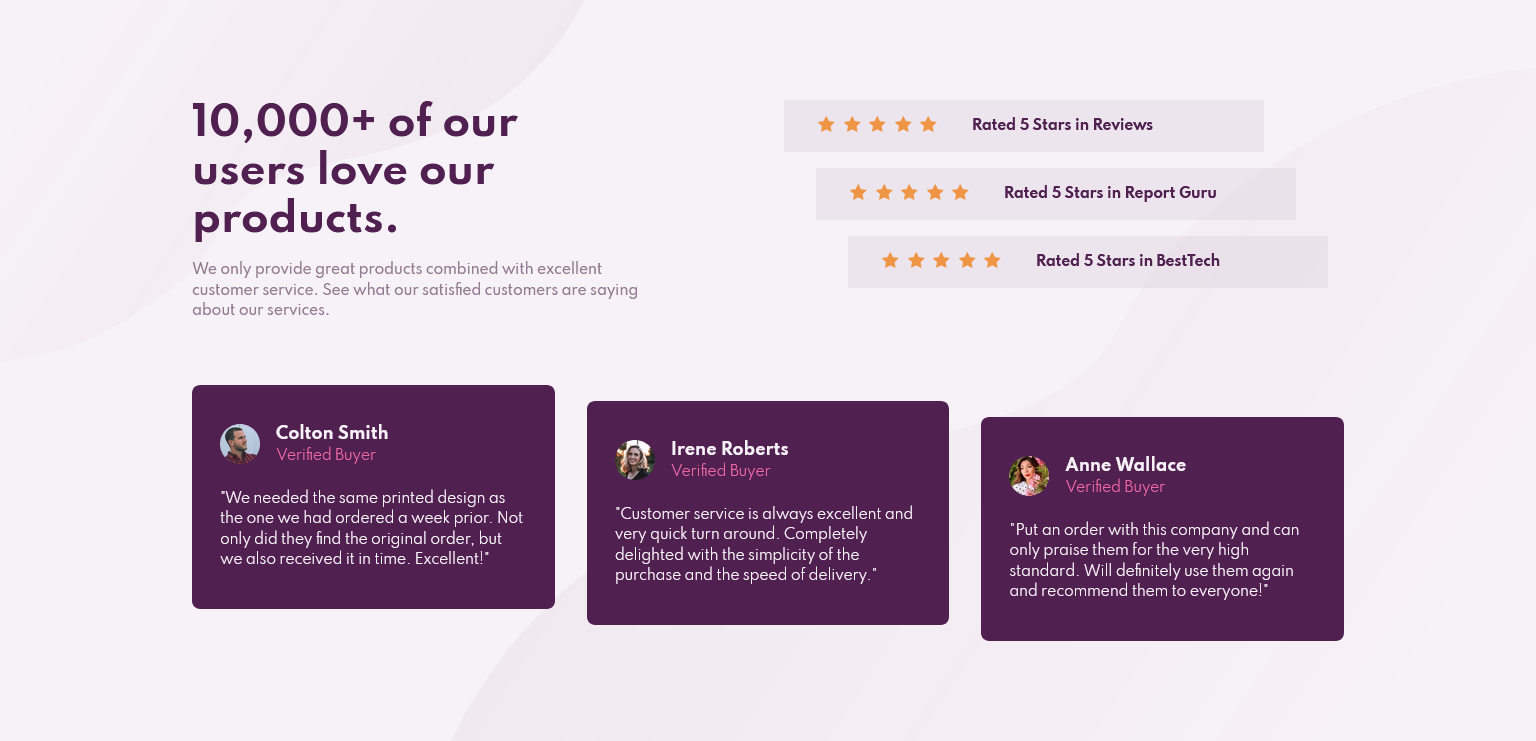 10,000+ of our
users love our
products.
We only provide great products combined with excellent
customer service. See what our satisfied customers are saying
about our services.
Rated 5 Stars in Reviews
Rated 5 Stars in Report Guru
Rated 5 Stars in BestTech
Colton Smith
Verified Buyer
"We needed the same printed design as
the one we had ordered a week prior. Not
only did they find the original order, but
we also received it in time. Excellent!"
Irene Roberts
Verified Buyer
"Customer service is always excellent and
very quick turn around. Completely
delighted with the simplicity of the
purchase and the speed of delivery."
Anne Wallace
Verified Buyer
"Put an order with this company and can
only praise them for the very high
standard. Will definitely use them again
and recommend them to everyone!"